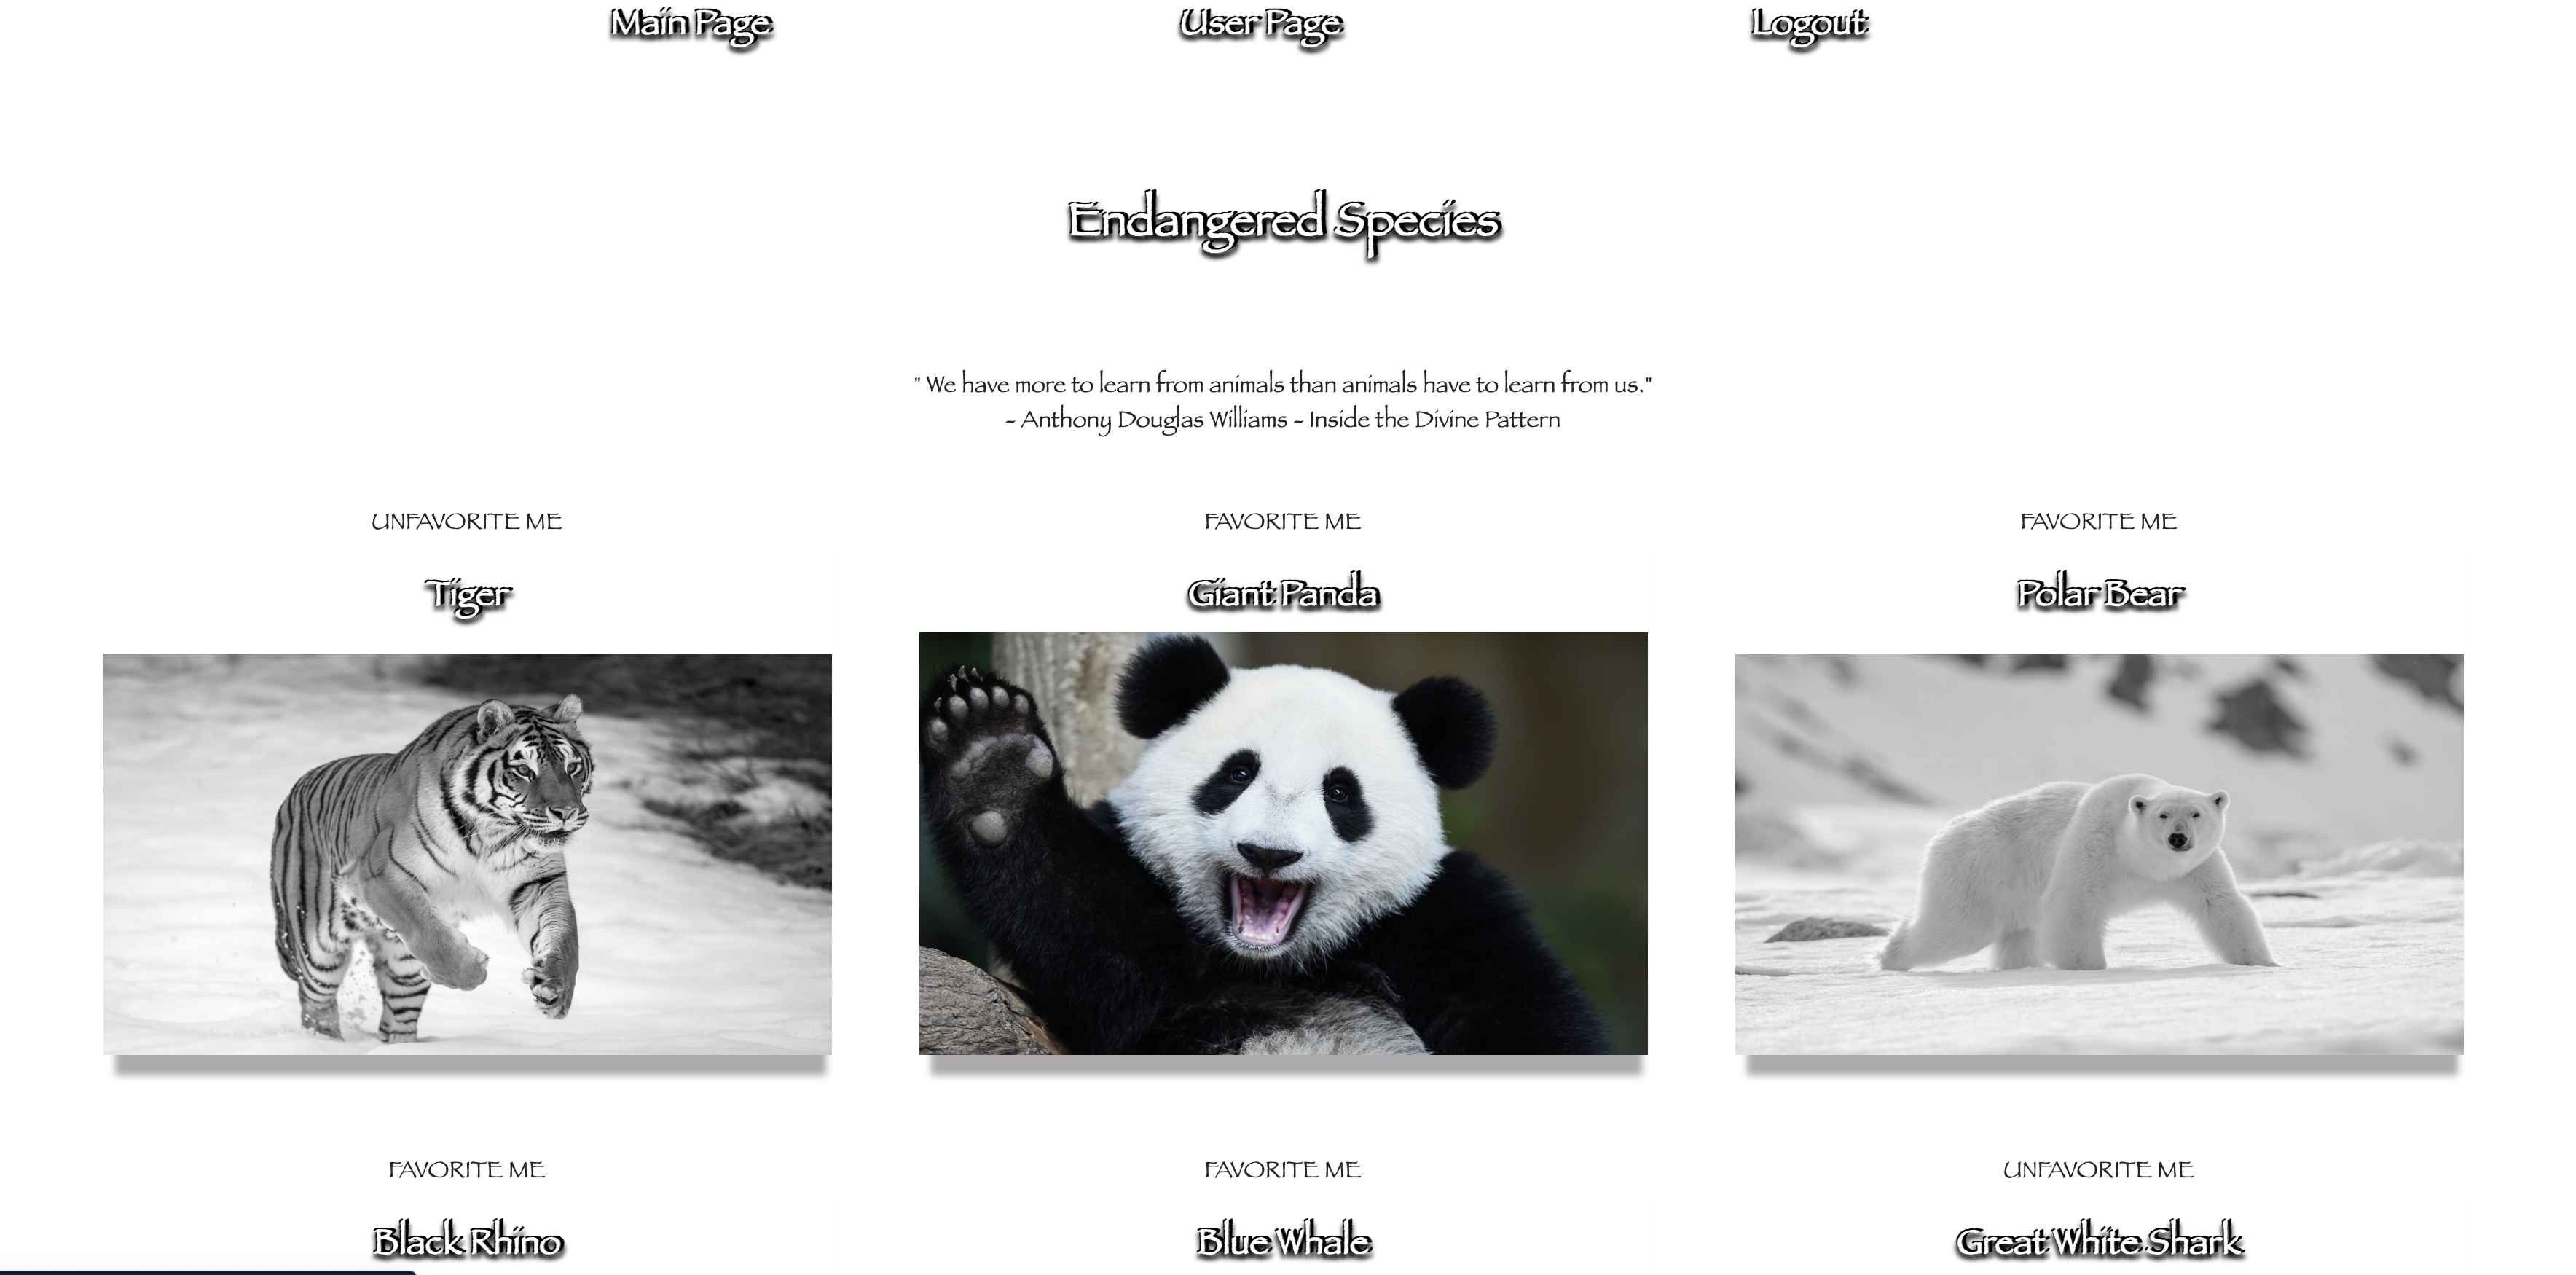 Main Page User Page Logout
Endangered Species
" We have more to learn from animals than animals have to learn from us."
- Anthony Douglas Williams - Inside the Divine Pattern
UNFAVORITE ME FAVORITE ME FAVORITE ME
Tiger Giant Panda Polar Bear
FAVORITE ME FAVORITE ME UNFAVORITE ME
Black Rhino Blue Whale Great White Shark